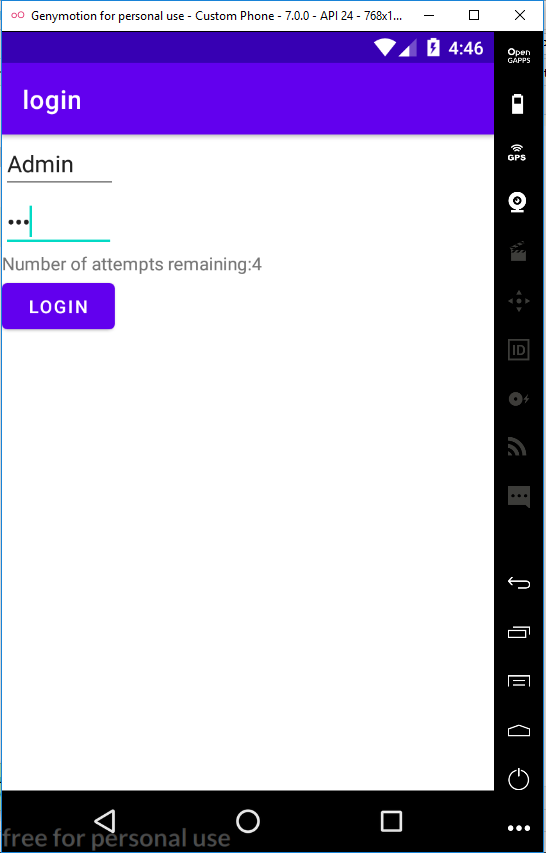 Genymotion for personal use - Custom Phone - 7.0.0 - API 24 - 768x1...
4:46
Open
GAPPS
login
GPS
Admin
•••
Number of attempts remaining:4
LOGIN
ID
free for personal use